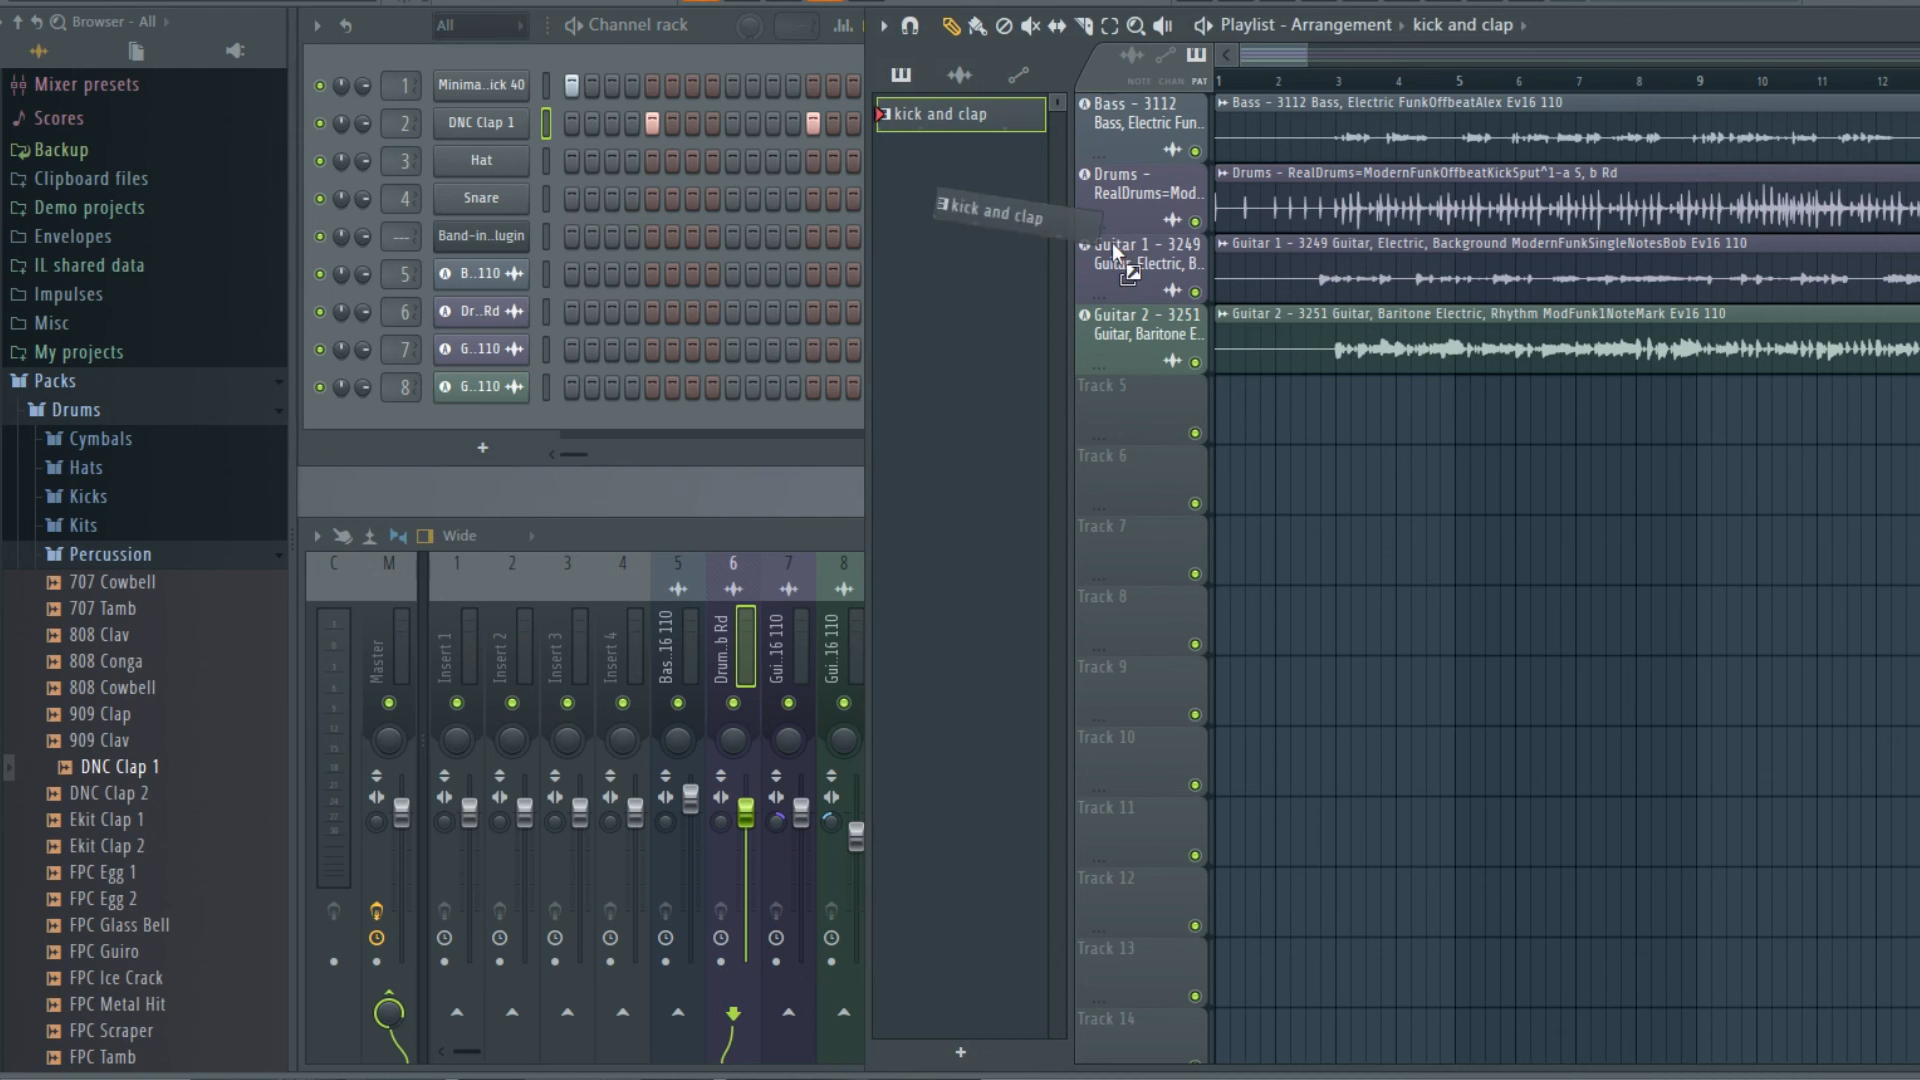 Browser - All
Mixer presets
Scores
Backup
Clipboard files
Demo projects
Envelopes
IL shared data
Impulses
Misc
My projects
Packs
Drums
Cymbals
Hats
Kicks
Kits
Percussion
707 Cowbell
707 Tamb
808 Clav
808 Conga
808 Cowbell
909 Clap
909 Clav
DNC Clap 1
DNC Clap 2
Ekit Clap 1
Ekit Clap 2
FPC Egg 1
FPC Egg 2
FPC Glass Bell
FPC Guiro
FPC Ice Crack
FPC Metal Hit
FPC Scraper
FPC Tamb
All
Channel rack
1 Minima..ick 40
2 DNC Clap 1
3 Hat
4 Snare
--- Band-in..lugin
5 B..110
6 Dr..Rd
7 G..110
8 G..110
+
Wide
C M 1 2 3 4 5 6 7 8
Master
Insert 1
Insert 2
Insert 3
Insert 4
Bas..16 110
Drum..b Rd
Gui..16 110
Gui..16 110
Playlist - Arrangement › kick and clap ›
NOTE CHAN PAT
1 2 3 4 5 6 7 8 9 10 11 12
kick and clap
kick and clap
+
Bass - 3112
Bass, Electric Fun..
Bass - 3112 Bass, Electric FunkOffbeatAlex Ev16 110
Drums -
RealDrums=Mod..
Drums - RealDrums=ModernFunkOffbeatKickSput^1-a S, b Rd
Guitar 1 - 3249
Guitar, Electric, B..
Guitar 1 - 3249 Guitar, Electric, Background ModernFunkSingleNotesBob Ev16 110
Guitar 2 - 3251
Guitar, Baritone E..
Guitar 2 - 3251 Guitar, Baritone Electric, Rhythm ModFunk1NoteMark Ev16 110
Track 5
Track 6
Track 7
Track 8
Track 9
Track 10
Track 11
Track 12
Track 13
Track 14